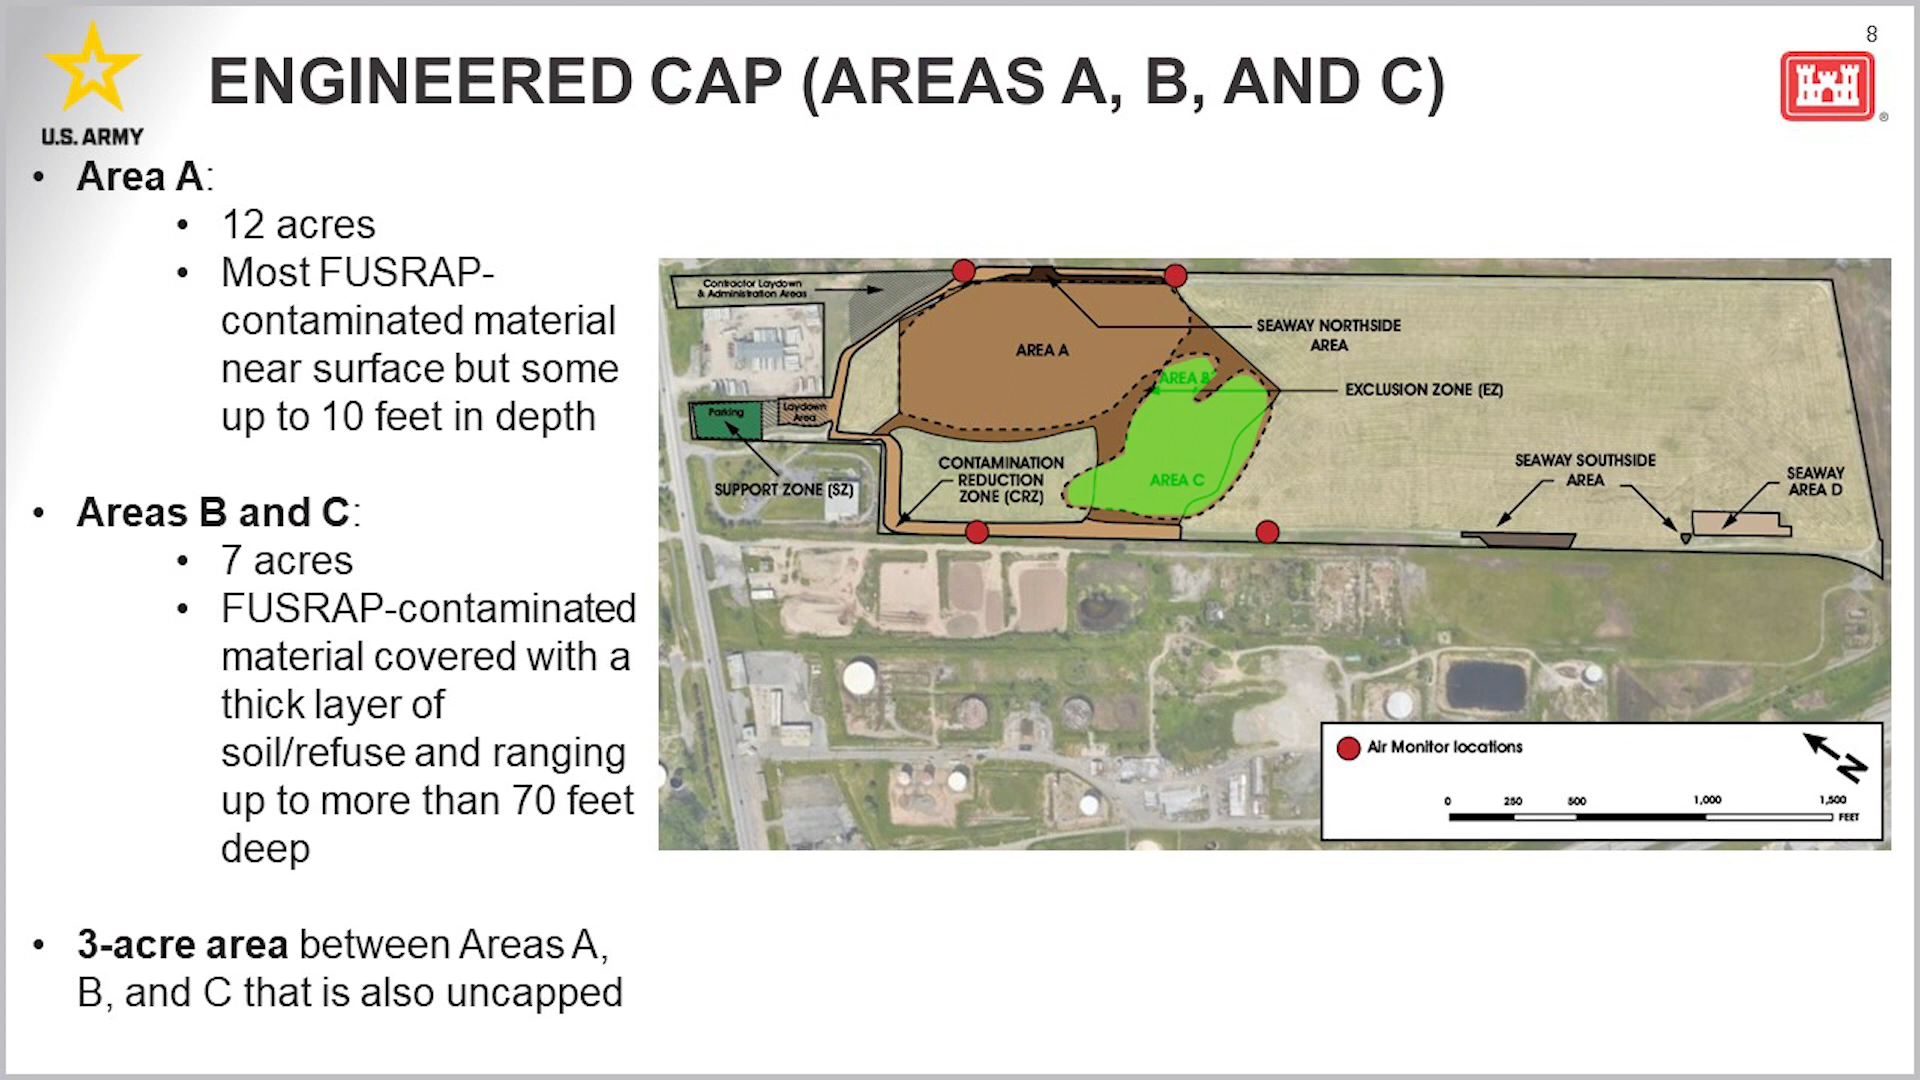 8
ENGINEERED CAP (AREAS A, B, AND C)
U.S. ARMY
®
• Area A:
• 12 acres
• Most FUSRAP-
contaminated material
near surface but some
up to 10 feet in depth
• Areas B and C:
• 7 acres
• FUSRAP-contaminated
material covered with a
thick layer of
soil/refuse and ranging
up to more than 70 feet
deep
• 3-acre area between Areas A,
B, and C that is also uncapped
Contractor Laydown
& Administration Areas
SEAWAY NORTHSIDE
AREA
AREA A
AREA B
EXCLUSION ZONE (EZ)
Parking
Laydown
Area
CONTAMINATION
REDUCTION
ZONE (CRZ)
SUPPORT ZONE (SZ)
AREA C
SEAWAY SOUTHSIDE
AREA
SEAWAY
AREA D
Air Monitor locations
N
0 250 500 1,000 1,500
FEET